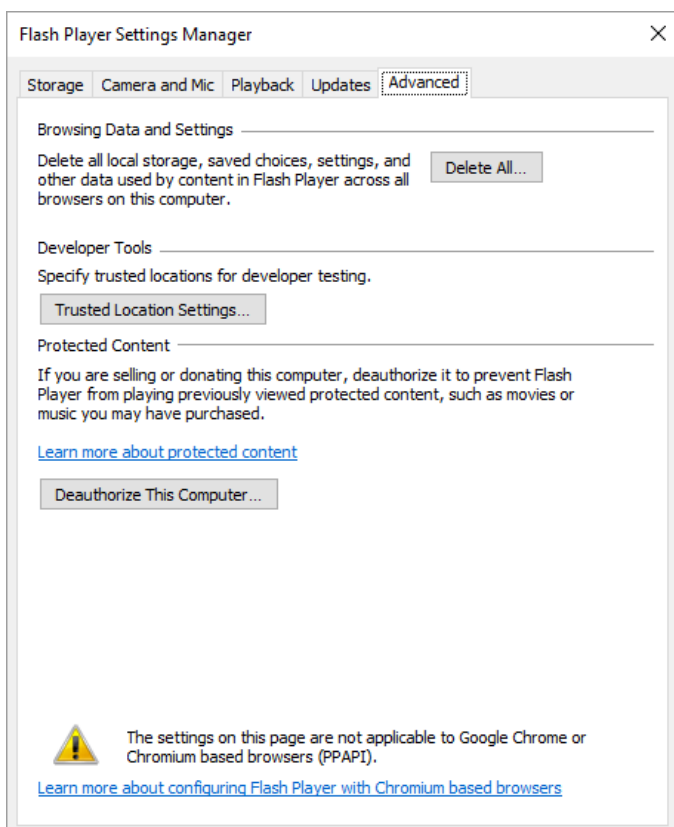 Flash Player Settings Manager
Storage Camera and Mic Playback Updates Advanced
Browsing Data and Settings
Delete all local storage, saved choices, settings, and
other data used by content in Flash Player across all
browsers on this computer.
Delete All...
Developer Tools
Specify trusted locations for developer testing.
Trusted Location Settings...
Protected Content
If you are selling or donating this computer, deauthorize it to prevent Flash
Player from playing previously viewed protected content, such as movies or
music you may have purchased.
Learn more about protected content
Deauthorize This Computer...
The settings on this page are not applicable to Google Chrome or
Chromium based browsers (PPAPI).
Learn more about configuring Flash Player with Chromium based browsers